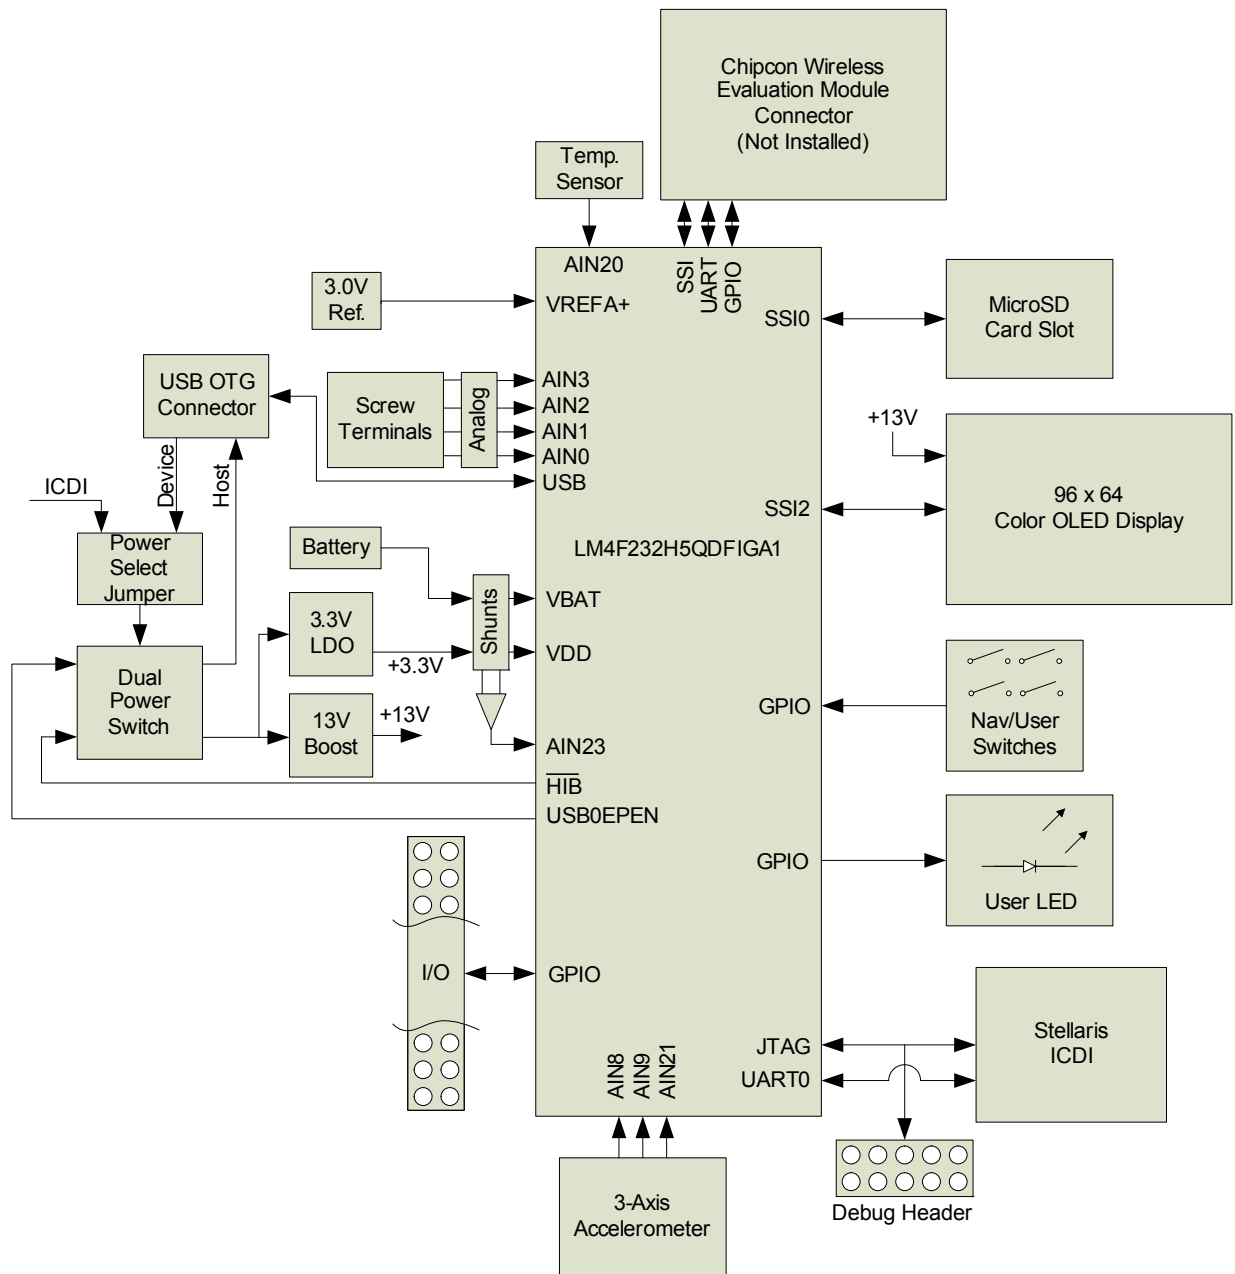 Chipcon Wireless
Evaluation Module
Connector
(Not Installed)
Temp.
Sensor
AIN20
SSI
UART
GPIO
3.0V
Ref.
VREFA+
SSI0
MicroSD
Card Slot
USB OTG
Connector
Screw
Terminals
Analog
AIN3
AIN2
AIN1
AIN0
USB
+13V
SSI2
96 x 64
Color OLED Display
ICDI
Device
Host
Power
Select
Jumper
Battery
LM4F232H5QDFIGA1
Shunts
VBAT
3.3V
LDO
+3.3V
VDD
Dual
Power
Switch
13V
Boost
+13V
AIN23
HIB
USB0EPEN
GPIO
Nav/User
Switches
GPIO
User LED
I/O
GPIO
JTAG
UART0
Stellaris
ICDI
AIN8
AIN9
AIN21
3-Axis
Accelerometer
Debug Header